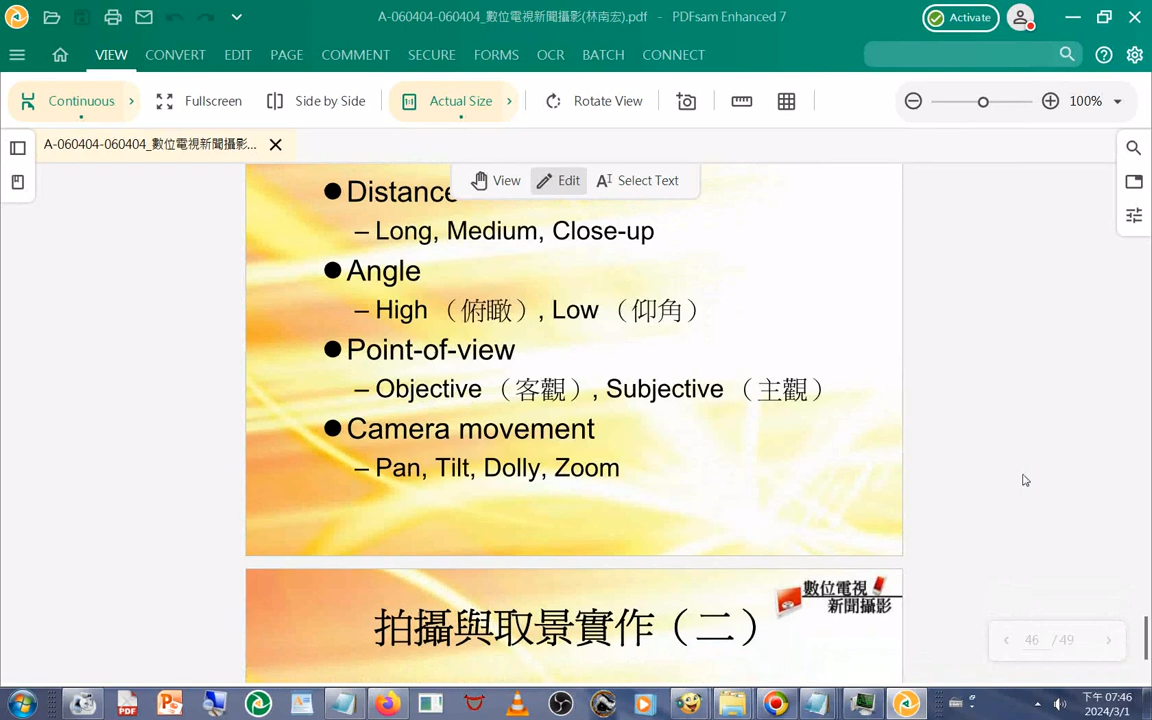 A-060404-060404_數位電視新聞攝影(林南宏).pdf - PDFsam Enhanced 7
Activate
VIEW CONVERT EDIT PAGE COMMENT SECURE FORMS OCR BATCH CONNECT
Continuous Fullscreen Side by Side Actual Size Rotate View 100%
A-060404-060404_數位電視新聞攝影...
View Edit Select Text
●Distance
– Long, Medium, Close-up
●Angle
– High（俯瞰）, Low（仰角）
●Point-of-view
– Objective（客觀）, Subjective（主觀）
●Camera movement
– Pan, Tilt, Dolly, Zoom
數位電視
新聞攝影
拍攝與取景實作（二）
46 / 49
下午 07:46
2024/3/1